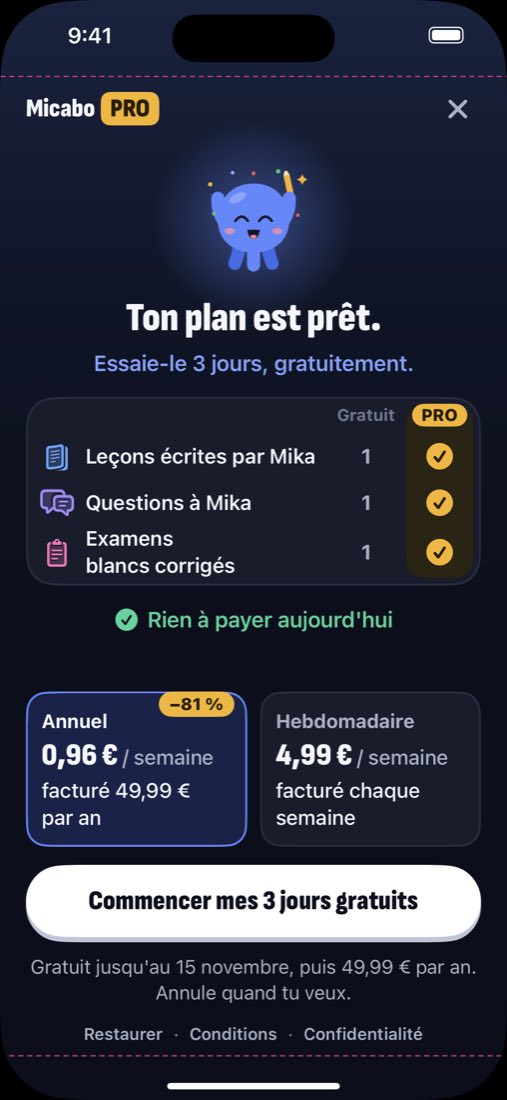 9:41
Micabo PRO
Ton plan est prêt.
Essaie-le 3 jours, gratuitement.
Gratuit PRO
Leçons écrites par Mika 1
Questions à Mika 1
Examens
blancs corrigés 1
Rien à payer aujourd'hui
−81 %
Annuel
0,96 € / semaine
facturé 49,99 €
par an
Hebdomadaire
4,99 € / semaine
facturé chaque
semaine
Commencer mes 3 jours gratuits
Gratuit jusqu'au 15 novembre, puis 49,99 € par an.
Annule quand tu veux.
Restaurer · Conditions · Confidentialité